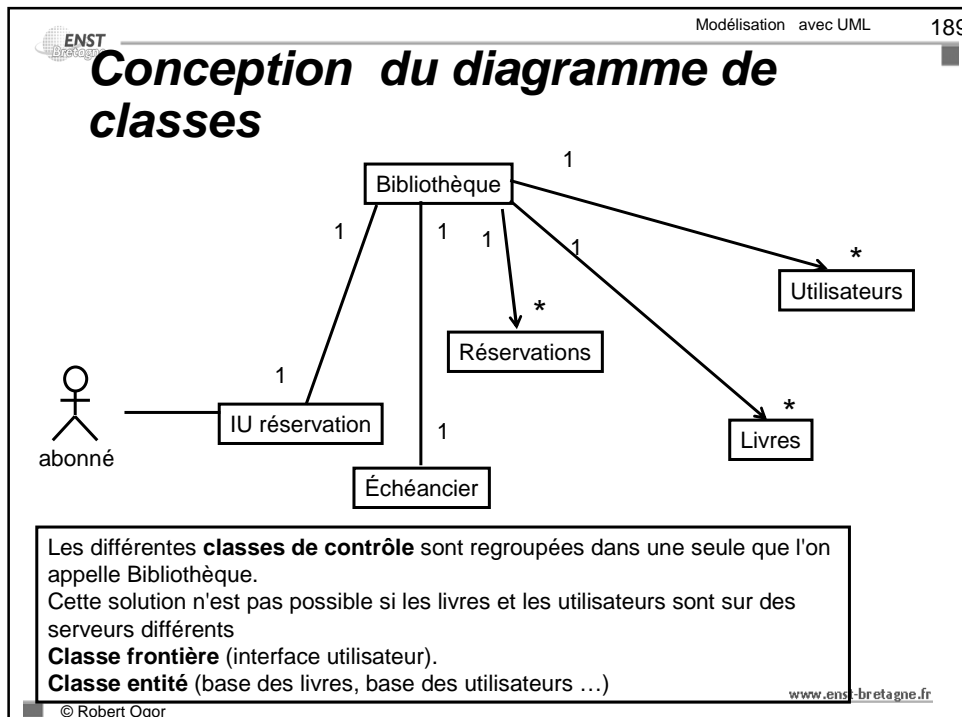 Modélisation avec UML 189
ENST
Bretagne
Conception du diagramme de
classes
Bibliothèque
1
1
1
1
1
*
Utilisateurs
*
Réservations
1
IU réservation
abonné
1
*
Livres
Échéancier
Les différentes classes de contrôle sont regroupées dans une seule que l'on
appelle Bibliothèque.
Cette solution n'est pas possible si les livres et les utilisateurs sont sur des
serveurs différents
Classe frontière (interface utilisateur).
Classe entité (base des livres, base des utilisateurs …)
www.enst-bretagne.fr
© Robert Ogor